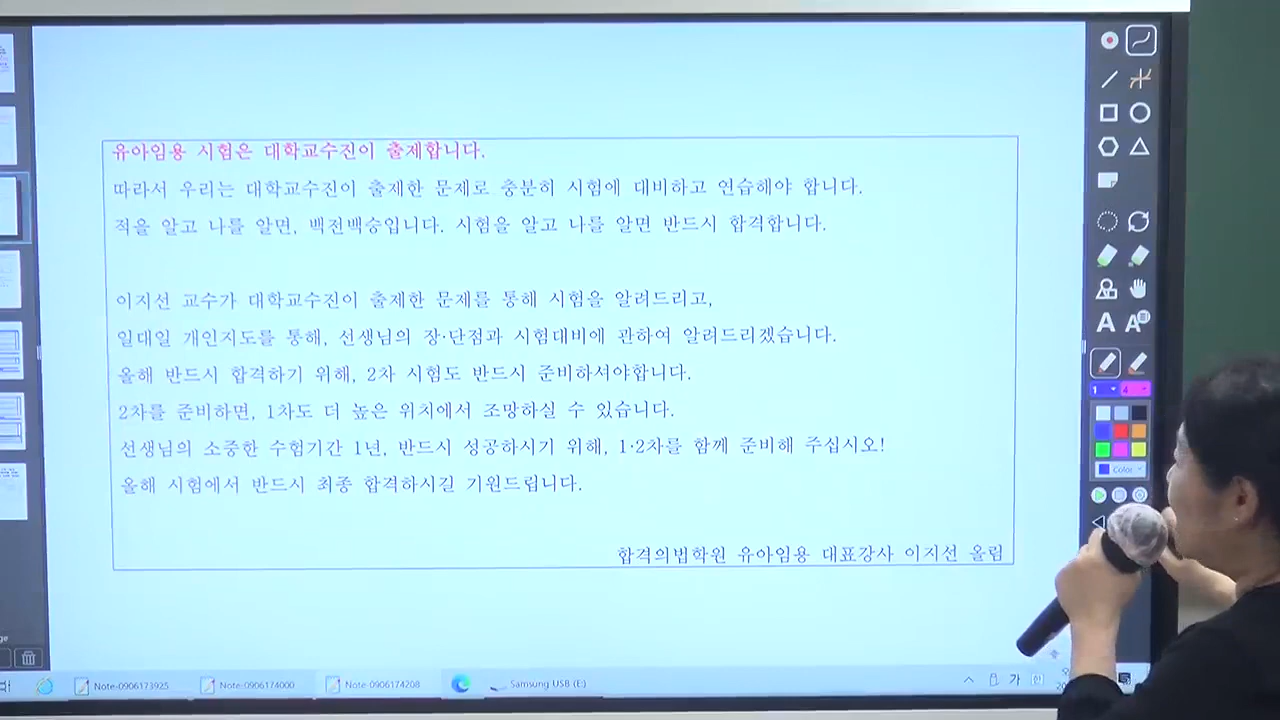 유아임용 시험은 대학교수진이 출제합니다.
따라서 우리는 대학교수진이 출제한 문제로 충분히 시험에 대비하고 연습해야 합니다.
적을 알고 나를 알면, 백전백승입니다. 시험을 알고 나를 알면 반드시 합격합니다.
이지선 교수가 대학교수진이 출제한 문제를 통해 시험을 알려드리고,
일대일 개인지도를 통해, 선생님의 장·단점과 시험대비에 관하여 알려드리겠습니다.
올해 반드시 합격하기 위해, 2차 시험도 반드시 준비하셔야합니다.
2차를 준비하면, 1차도 더 높은 위치에서 조망하실 수 있습니다.
선생님의 소중한 수험기간 1년, 반드시 성공하시기 위해, 1·2차를 함께 준비해 주십시오!
올해 시험에서 반드시 최종 합격하시길 기원드립니다.
합격의법학원 유아임용 대표강사 이지선 올림
A A
1 4
Color
Note-0906173925 Note-0906174000 Note-0906174208 Samsung USB (E:) 가